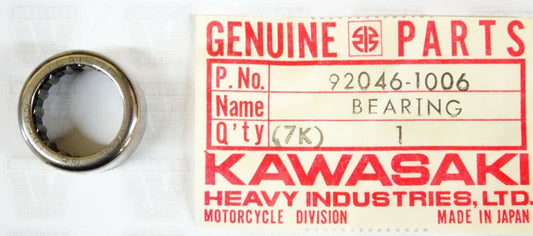 GENUINE PARTS
P. No. 92046-1006
Name BEARING
Q'ty (7K) 1
KAWASAKI
HEAVY INDUSTRIES, LTD.
MOTORCYCLE DIVISION MADE IN JAPAN